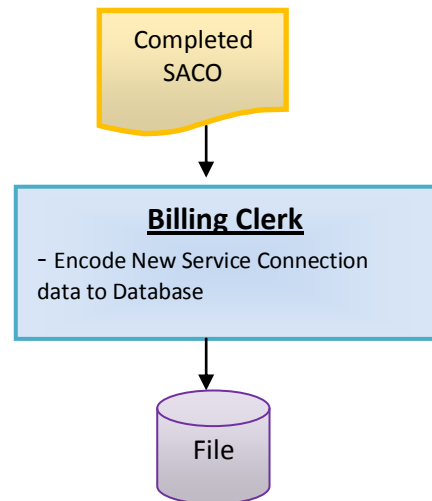 Completed
SACO
Billing Clerk
- Encode New Service Connection
data to Database
File